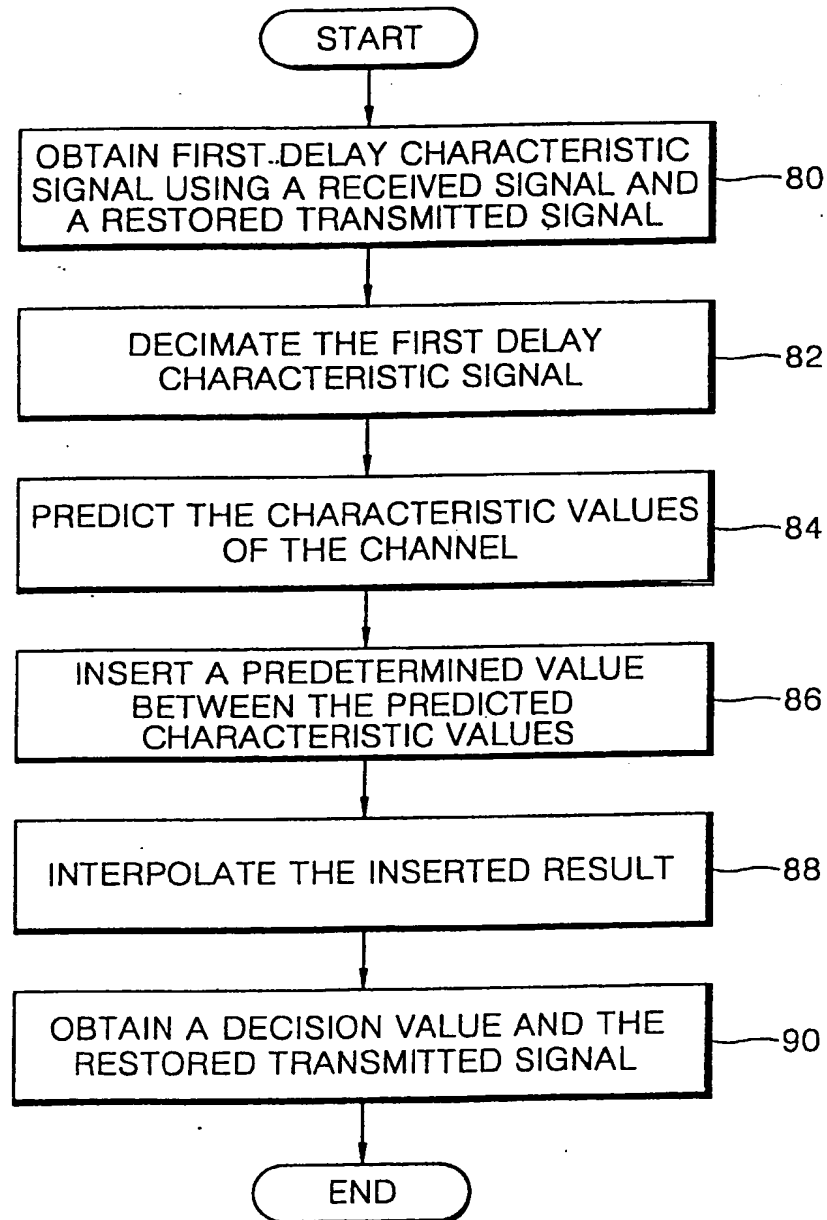 START
OBTAIN FIRST DELAY CHARACTERISTIC
SIGNAL USING A RECEIVED SIGNAL AND
A RESTORED TRANSMITTED SIGNAL
80
DECIMATE THE FIRST DELAY
CHARACTERISTIC SIGNAL
82
PREDICT THE CHARACTERISTIC VALUES
OF THE CHANNEL
84
INSERT A PREDETERMINED VALUE
BETWEEN THE PREDICTED
CHARACTERISTIC VALUES
86
INTERPOLATE THE INSERTED RESULT
88
OBTAIN A DECISION VALUE AND THE
RESTORED TRANSMITTED SIGNAL
90
END